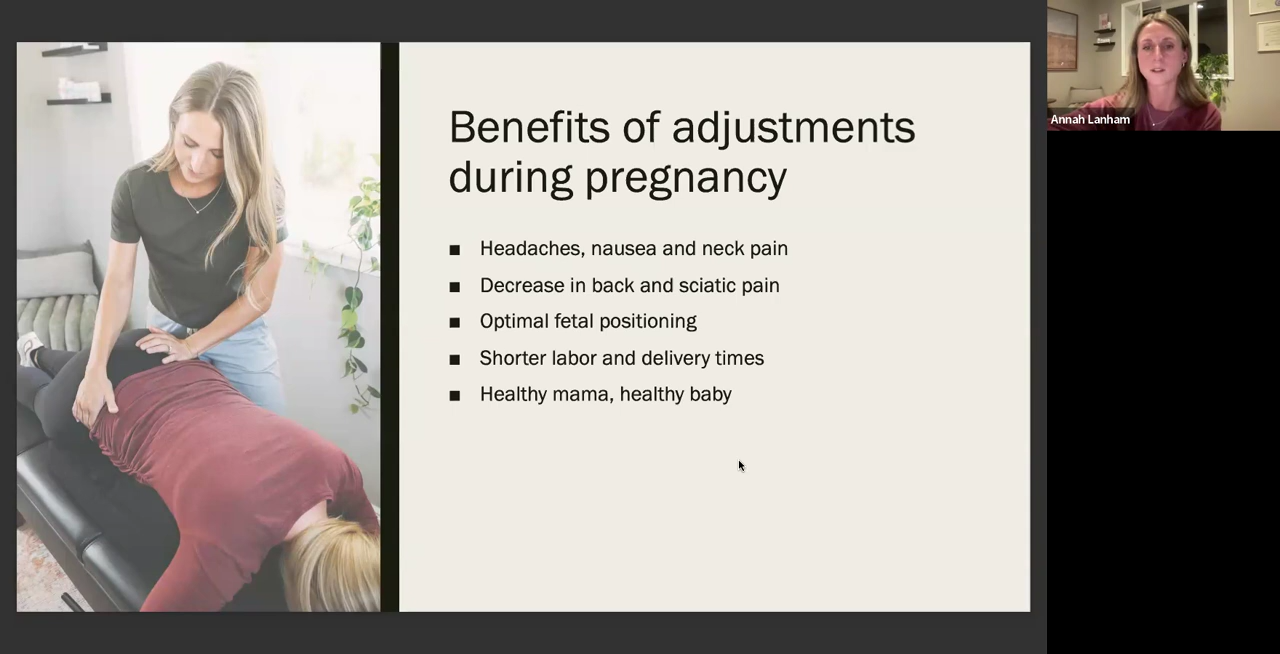 Benefits of adjustments
during pregnancy
■ Headaches, nausea and neck pain
■ Decrease in back and sciatic pain
■ Optimal fetal positioning
■ Shorter labor and delivery times
■ Healthy mama, healthy baby
Annah Lanham